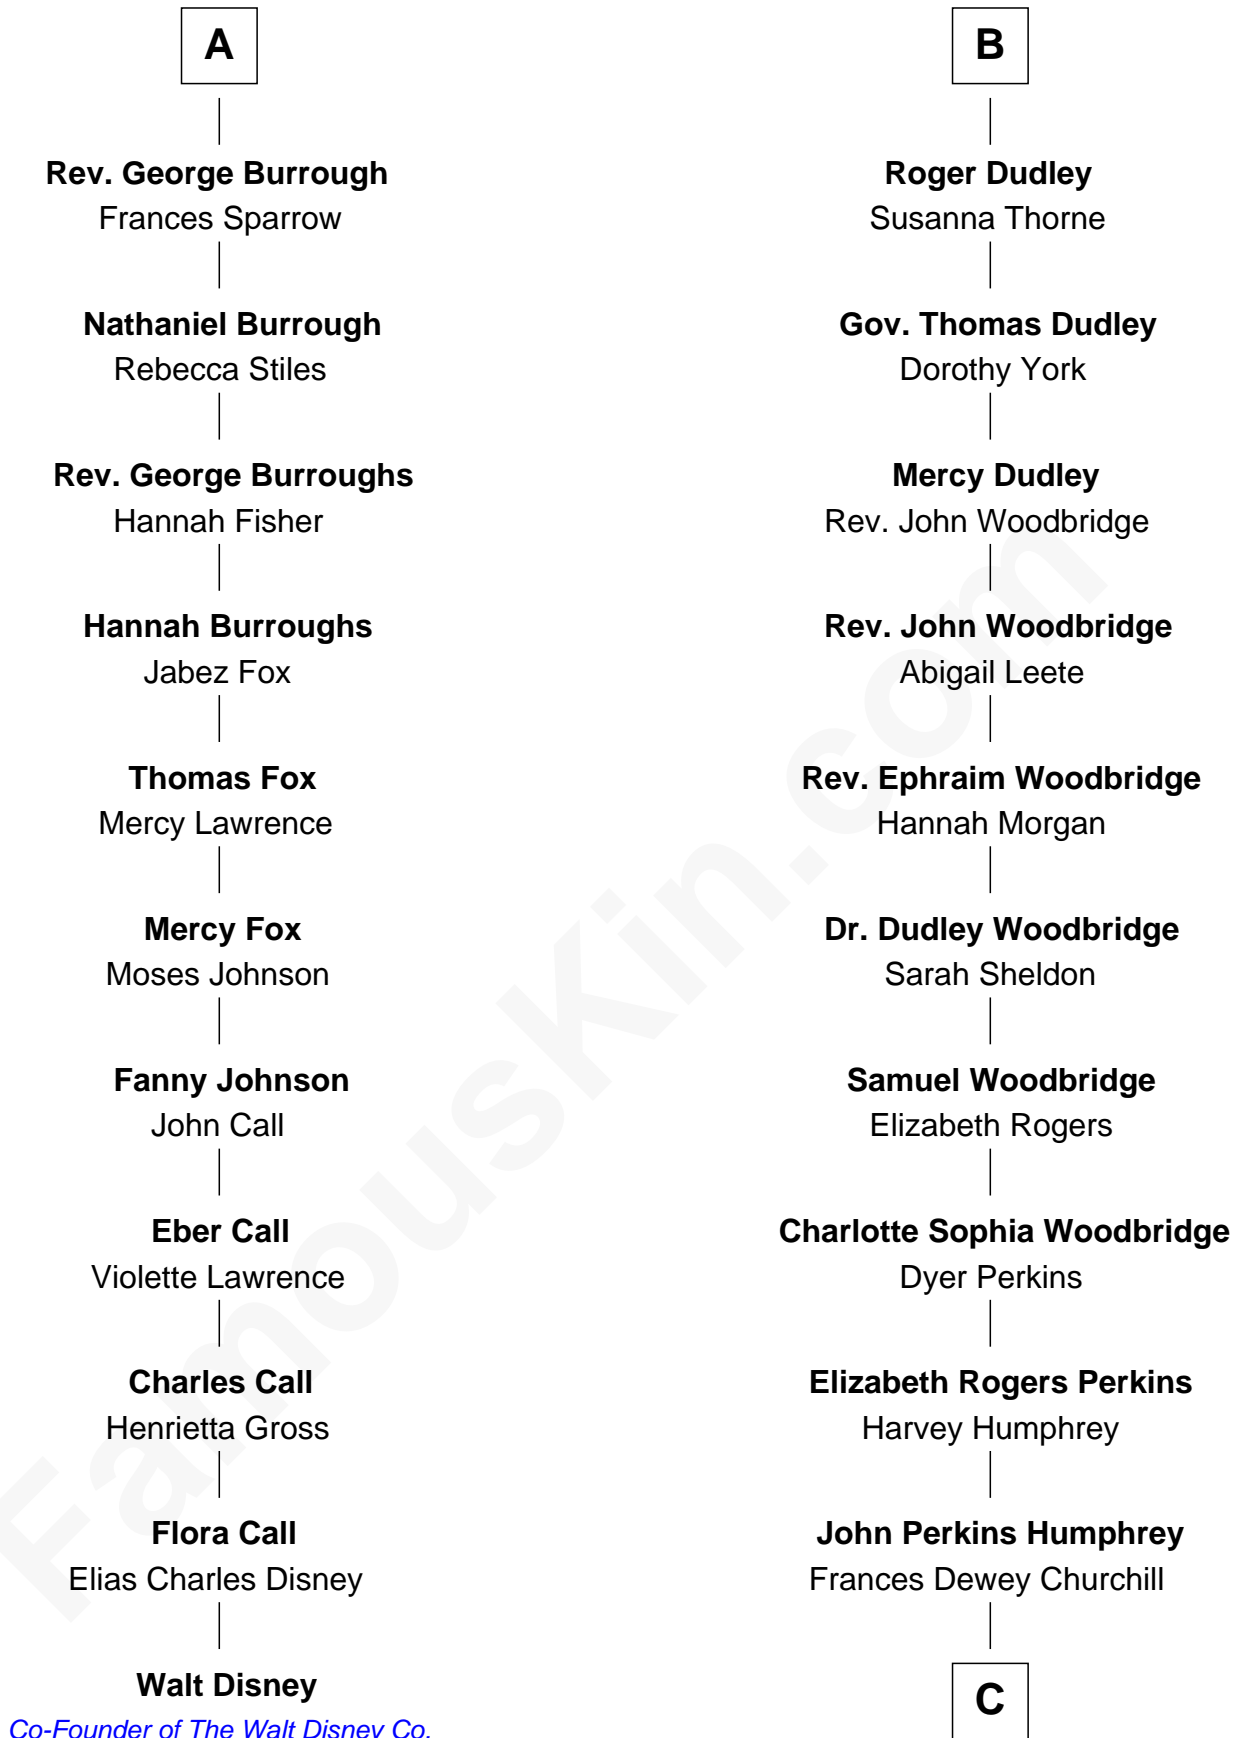 A
Rev. George Burrough
Frances Sparrow
Nathaniel Burrough
Rebecca Stiles
Rev. George Burroughs
Hannah Fisher
Hannah Burroughs
Jabez Fox
Thomas Fox
Mercy Lawrence
Mercy Fox
Moses Johnson
Fanny Johnson
John Call
Eber Call
Violette Lawrence
Charles Call
Henrietta Gross
Flora Call
Elias Charles Disney
Walt Disney
Co-Founder of The Walt Disney Co.
B
Roger Dudley
Susanna Thorne
Gov. Thomas Dudley
Dorothy York
Mercy Dudley
Rev. John Woodbridge
Rev. John Woodbridge
Abigail Leete
Rev. Ephraim Woodbridge
Hannah Morgan
Dr. Dudley Woodbridge
Sarah Sheldon
Samuel Woodbridge
Elizabeth Rogers
Charlotte Sophia Woodbridge
Dyer Perkins
Elizabeth Rogers Perkins
Harvey Humphrey
John Perkins Humphrey
Frances Dewey Churchill
C
FamousKin.com